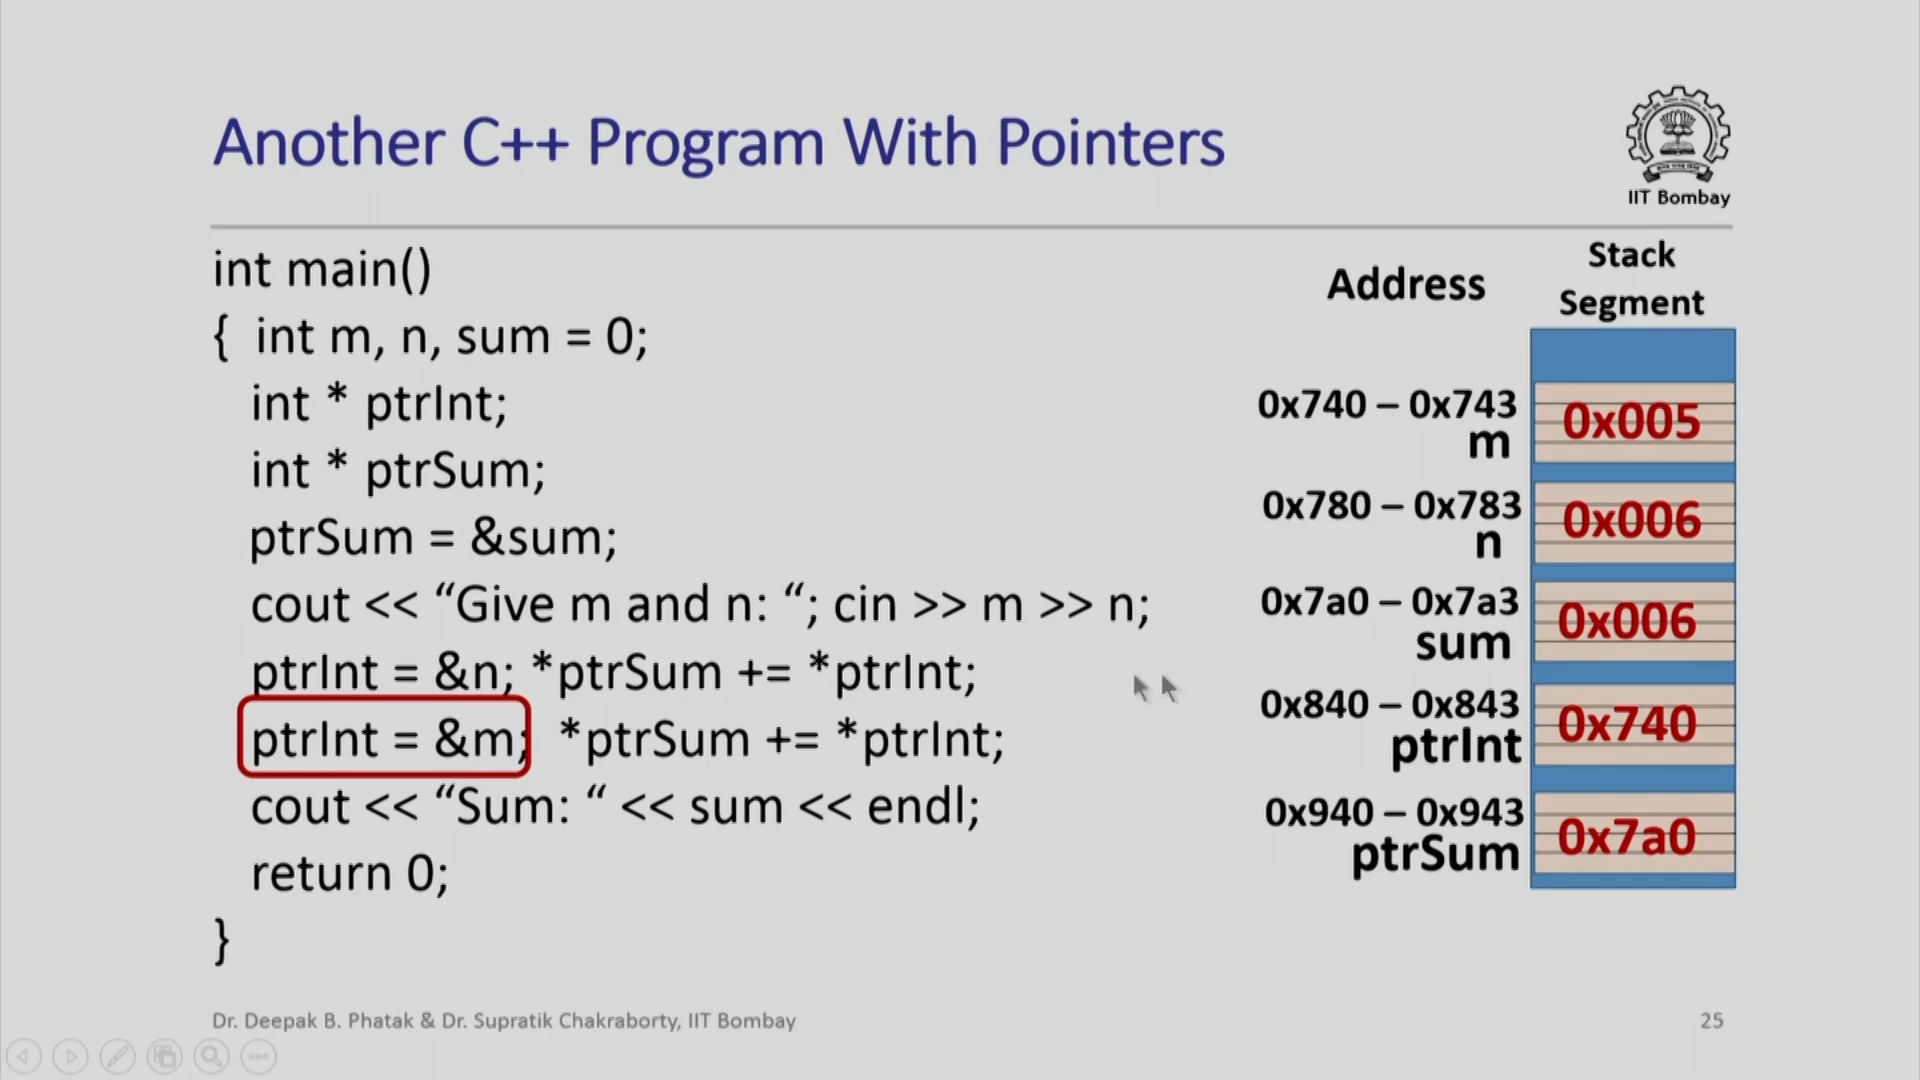 Another C++ Program With Pointers
IIT Bombay
int main()
{ int m, n, sum = 0;
int * ptrInt;
int * ptrSum;
ptrSum = &sum;
cout << “Give m and n: “; cin >> m >> n;
ptrInt = &n; *ptrSum += *ptrInt;
ptrInt = &m; *ptrSum += *ptrInt;
cout << “Sum: “ << sum << endl;
return 0;
}
Address
Stack
Segment
0x740 – 0x743
m
0x005
0x780 – 0x783
n
0x006
0x7a0 – 0x7a3
sum
0x006
0x840 – 0x843
ptrInt
0x740
0x940 – 0x943
ptrSum
0x7a0
Dr. Deepak B. Phatak & Dr. Supratik Chakraborty, IIT Bombay
25